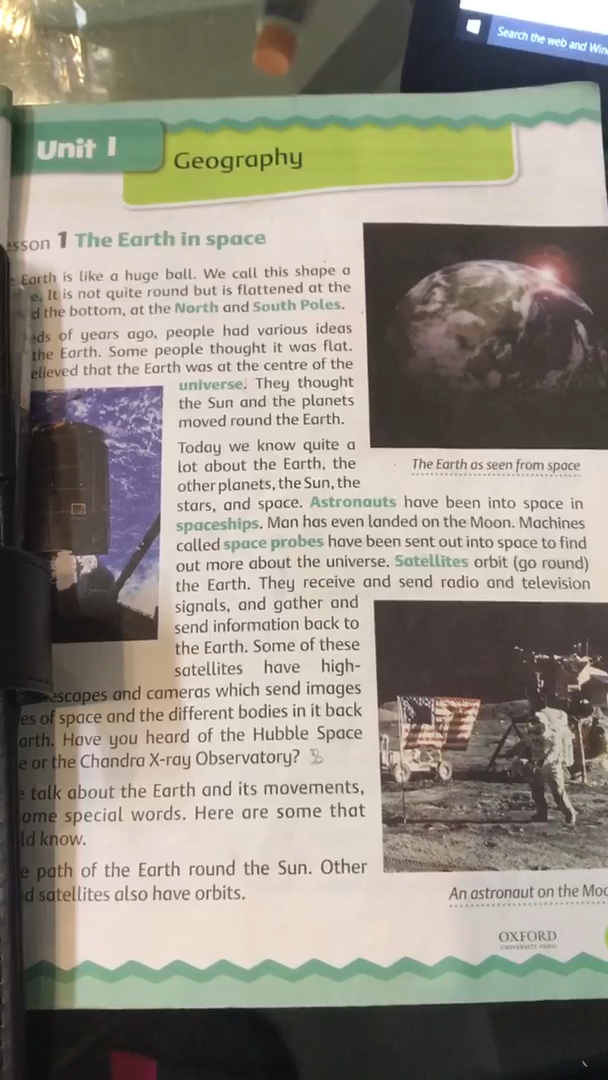 Search the web and Win
Unit 1
Geography
esson 1 The Earth in space
e Earth is like a huge ball. We call this shape a
e. It is not quite round but is flattened at the
d the bottom, at the North and South Poles.
eds of years ago, people had various ideas
the Earth. Some people thought it was flat.
elieved that the Earth was at the centre of the
universe. They thought
the Sun and the planets
moved round the Earth.
The Earth as seen from space
Today we know quite a
lot about the Earth, the
other planets, the Sun, the
stars, and space. Astronauts have been into space in
spaceships. Man has even landed on the Moon. Machines
called space probes have been sent out into space to find
out more about the universe. Satellites orbit (go round)
the Earth. They receive and send radio and television
signals, and gather and
send information back to
the Earth. Some of these
satellites have high-
escopes and cameras which send images
es of space and the different bodies in it back
arth. Have you heard of the Hubble Space
e or the Chandra X-ray Observatory? B
e talk about the Earth and its movements,
ome special words. Here are some that
ld know.
e path of the Earth round the Sun. Other
d satellites also have orbits.
An astronaut on the Moo
OXFORD
UNIVERSITY PRESS